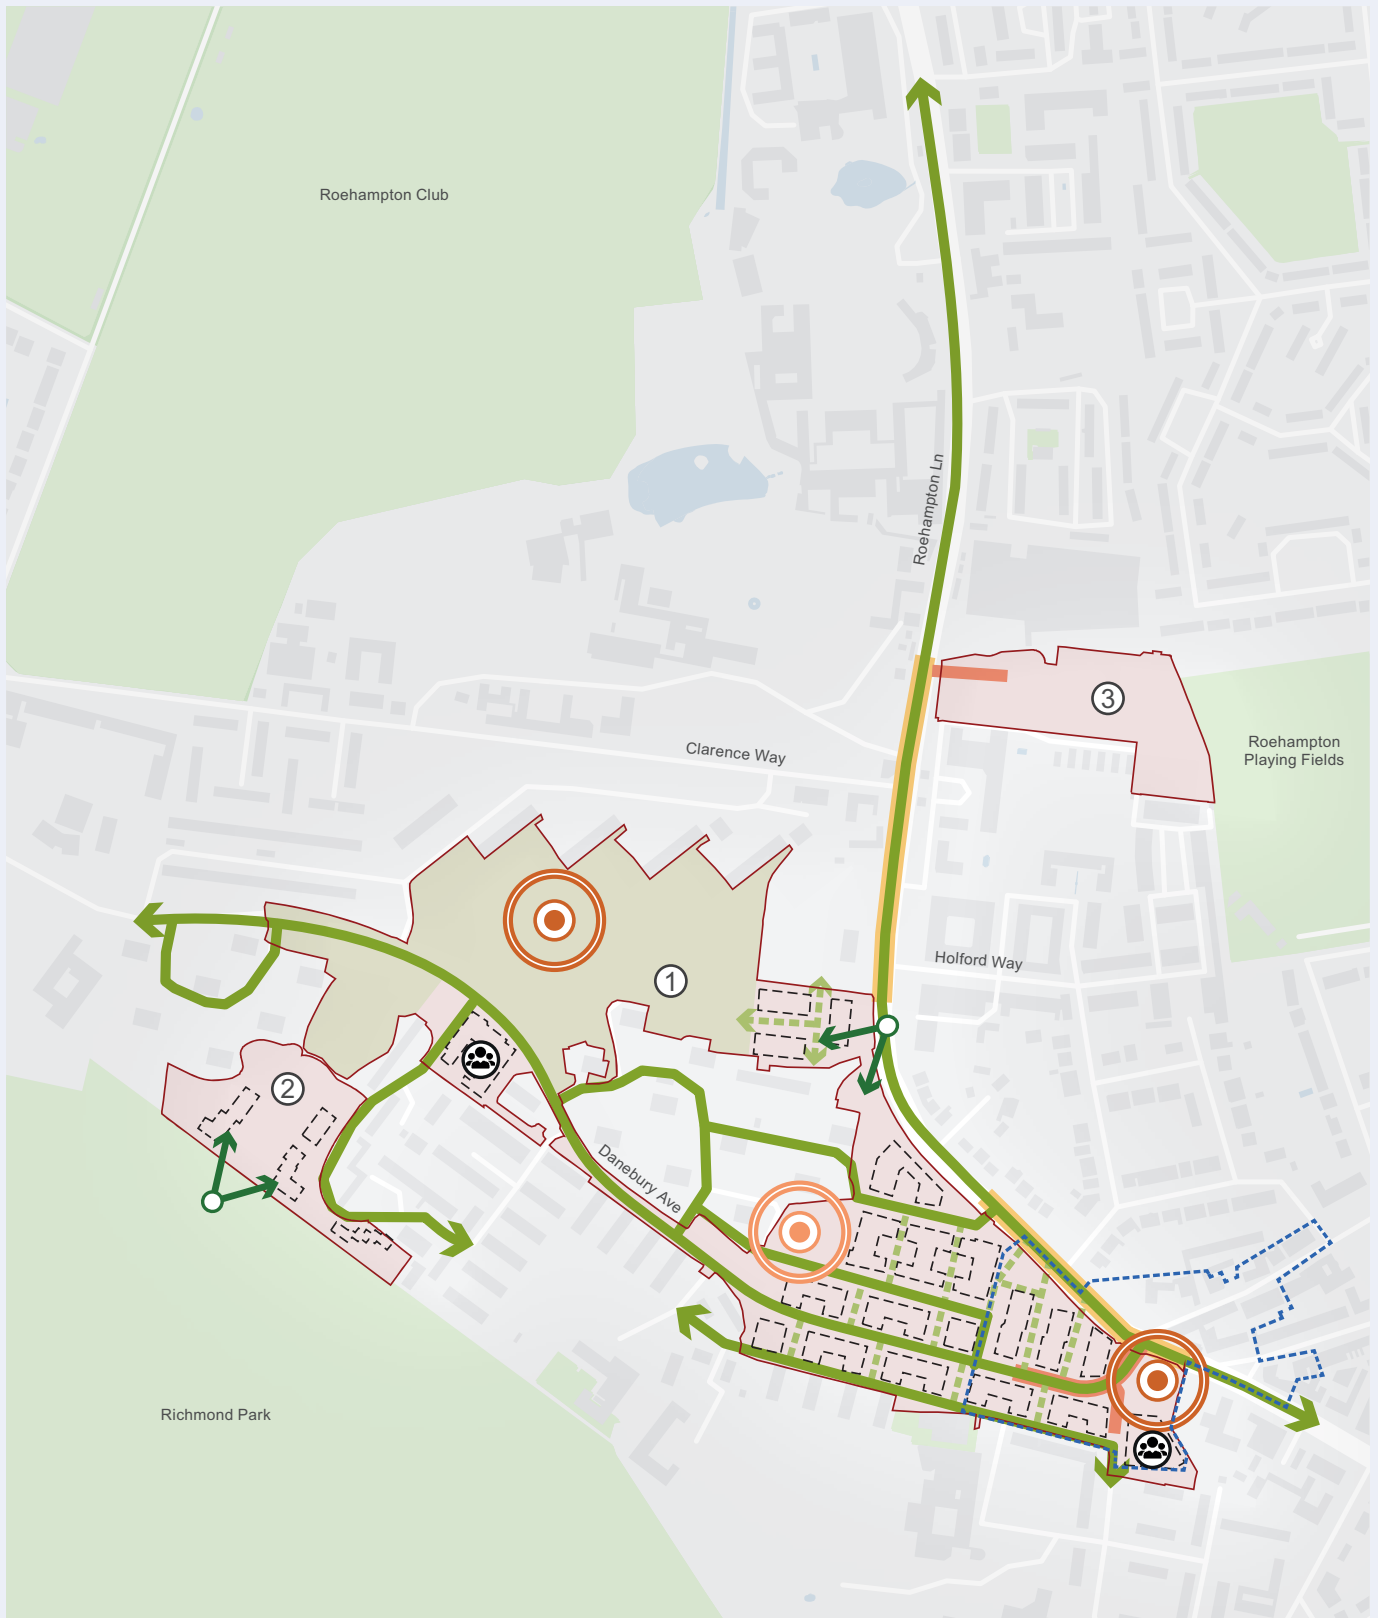 Roehampton Club
Roehampton Ln
3
Roehampton
Playing Fields
Clarence Way
Holford Way
1
2
Danebury Ave
Richmond Park